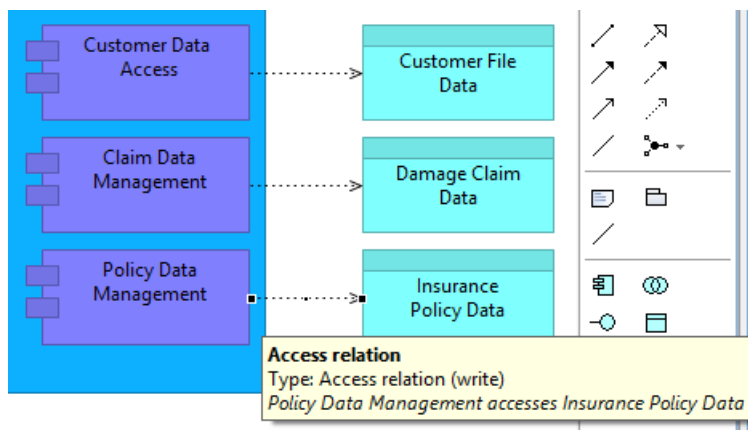 Customer Data
Access
Customer File
Data
Claim Data
Management
Damage Claim
Data
Policy Data
Management
Insurance
Policy Data
Access relation
Type: Access relation (write)
Policy Data Management accesses Insurance Policy Data